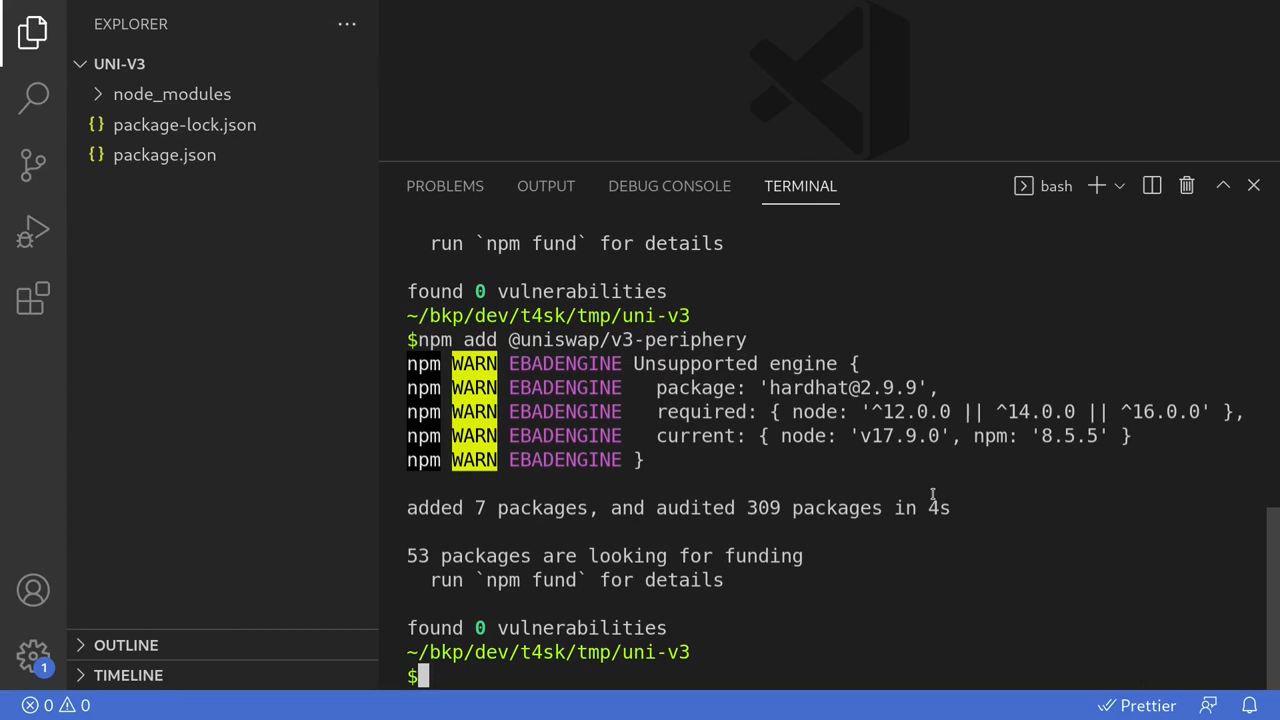 EXPLORER
UNI-V3
node_modules
package-lock.json
package.json
OUTLINE
TIMELINE
PROBLEMS OUTPUT DEBUG CONSOLE TERMINAL bash
run `npm fund` for details
found 0 vulnerabilities
~/bkp/dev/t4sk/tmp/uni-v3
$npm add @uniswap/v3-periphery
npm WARN EBADENGINE Unsupported engine {
npm WARN EBADENGINE   package: 'hardhat@2.9.9',
npm WARN EBADENGINE   required: { node: '^12.0.0 || ^14.0.0 || ^16.0.0' },
npm WARN EBADENGINE   current: { node: 'v17.9.0', npm: '8.5.5' }
npm WARN EBADENGINE }
added 7 packages, and audited 309 packages in 4s
53 packages are looking for funding
run `npm fund` for details
found 0 vulnerabilities
~/bkp/dev/t4sk/tmp/uni-v3
$
1
0 0 Prettier